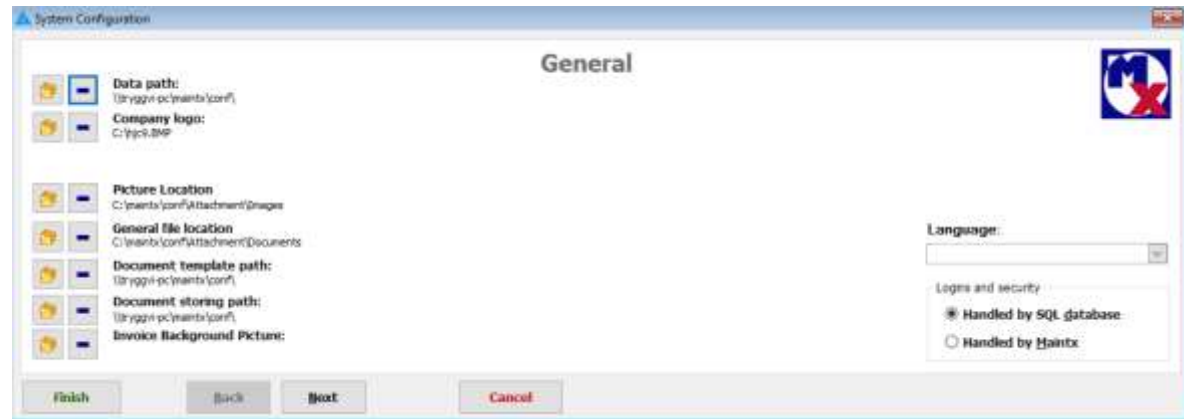 System Configuration
General
Data path:
\\tryggvi-pc\maintx\conf\
Company logo:
Picture Location
C:\maintx\conf\Attachment\Images
General file location
C:\maintx\conf\Attachment\Documents
Document template path:
\\tryggvi-pc\maintx\conf\
Document storing path:
\\tryggvi-pc\maintx\conf\
Invoice Background Picture:
Language:
Logins and security
Handled by SQL database
Handled by Maintx
MX
Finish
Back
Next
Cancel